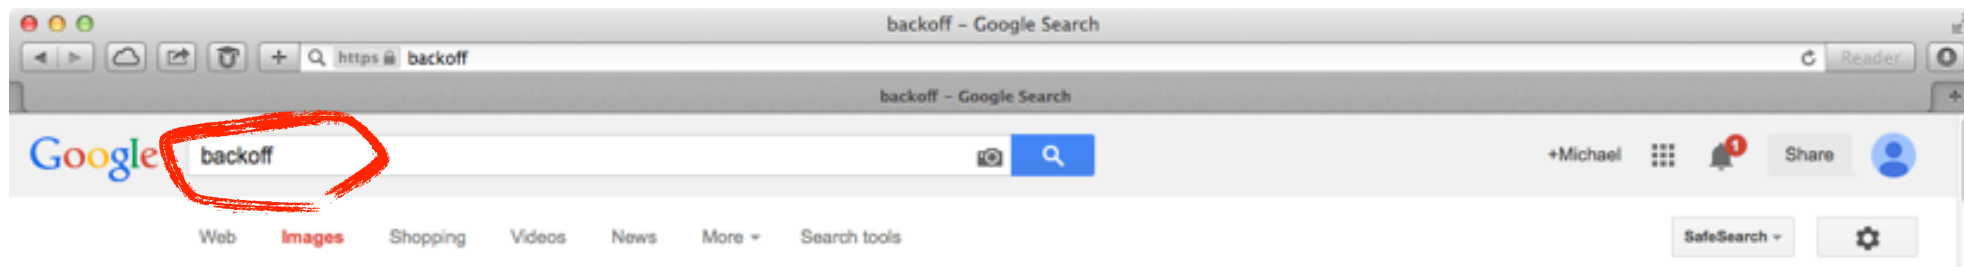 backoff – Google Search
https backoff Reader
backoff – Google Search
Google backoff +Michael 1 Share
Web Images Shopping Videos News More Search tools SafeSearch